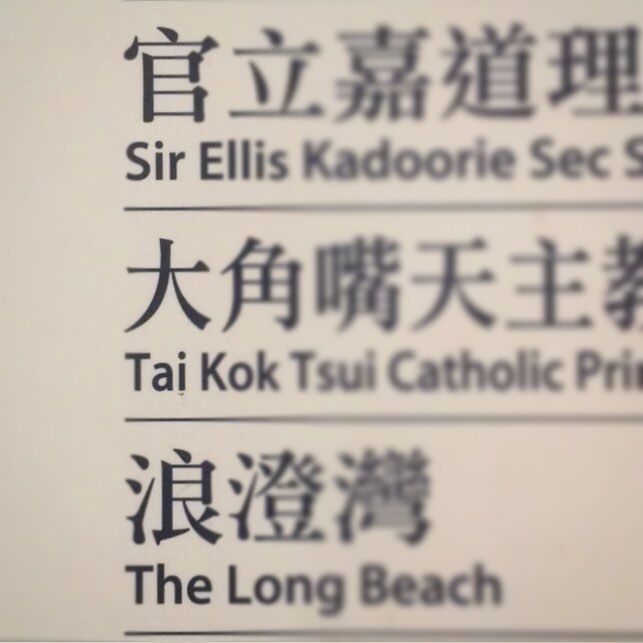 官立嘉道理
Sir Ellis Kadoorie Sec
大角嘴天主教
Tai Kok Tsui Catholic
浪澄灣
The Long Beach